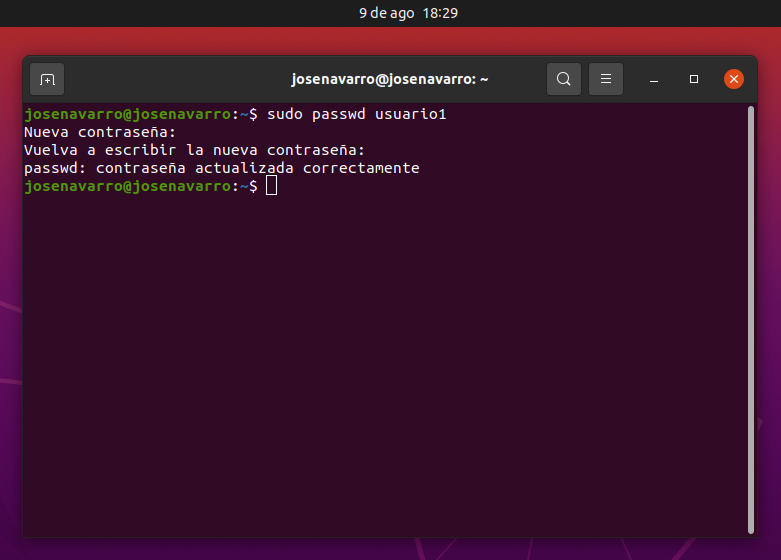 9 de ago 18:29
josenavarro@josenavarro: ~
josenavarro@josenavarro:~$ sudo passwd usuario1
Nueva contraseña:
Vuelva a escribir la nueva contraseña:
passwd: contraseña actualizada correctamente
josenavarro@josenavarro:~$